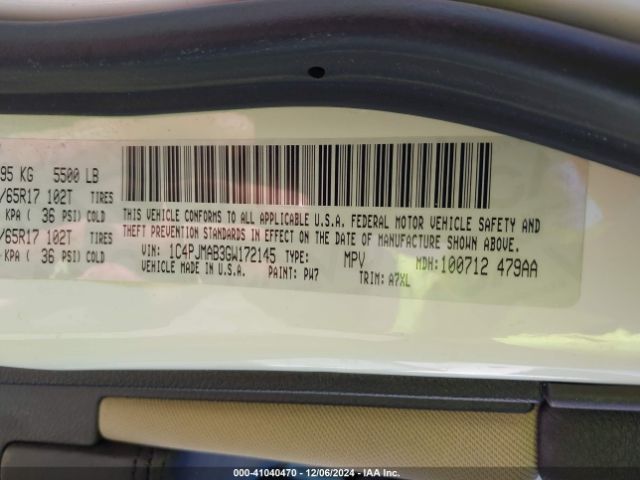 95 KG 5500 LB
/65R17 102T TIRES
KPA ( 36 PSI) COLD
/65R17 102T TIRES
KPA ( 36 PSI) COLD
THIS VEHICLE CONFORMS TO ALL APPLICABLE U.S.A. FEDERAL MOTOR VEHICLE SAFETY AND
THEFT PREVENTION STANDARDS IN EFFECT ON THE DATE OF MANUFACTURE SHOWN ABOVE.
VIN: 1C4PJMAB3GW172145 TYPE: MPV MDH: 100712 479AA
VEHICLE MADE IN U.S.A. PAINT: PW7 TRIM: A7XL
000-41040470 • 12/06/2024 • IAA Inc.